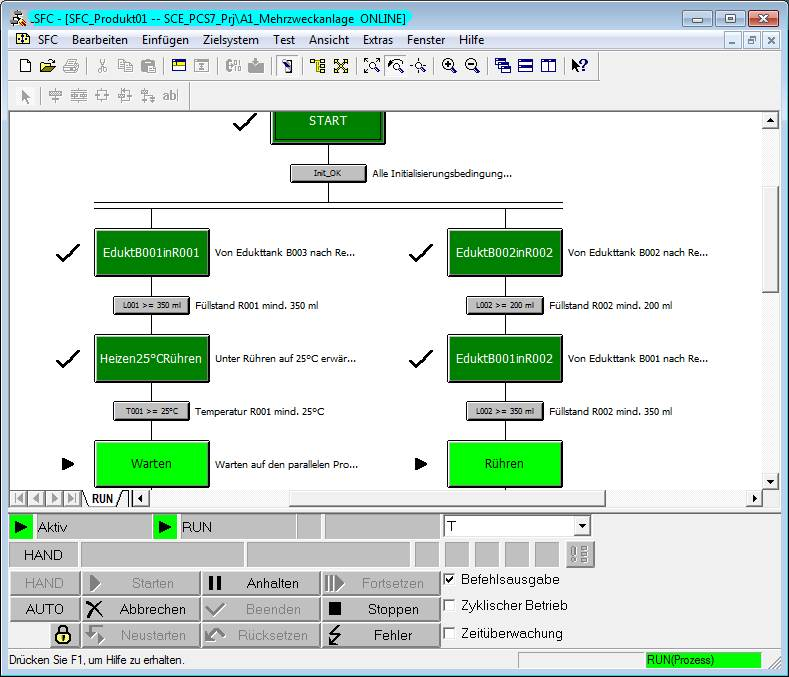 SFC - [SFC_Produkt01 -- SCE_PCS7_Prj\A1_Mehrzweckanlage ONLINE]
SFC Bearbeiten Einfügen Zielsystem Test Ansicht Extras Fenster Hilfe
ab|
START
Init_OK Alle Initialisierungsbedingung...
EduktB001inR001 Von Edukttank B003 nach Re... EduktB002inR002 Von Edukttank B002 nach Re...
L001 >= 350 ml Füllstand R001 mind. 350 ml L002 >= 200 ml Füllstand R002 mind. 200 ml
Heizen25°CRühren Unter Rühren auf 25°C erwär... EduktB001inR002 Von Edukttank B001 nach Re...
T001 >= 25°C Temperatur R001 mind. 25°C L002 >= 350 ml Füllstand R002 mind. 350 ml
Warten Warten auf den parallelen Pro... Rühren
RUN
Aktiv RUN T
HAND
HAND Starten Anhalten Fortsetzen Befehlsausgabe
AUTO Abbrechen Beenden Stoppen Zyklischer Betrieb
Neustarten Rücksetzen Fehler Zeitüberwachung
Drücken Sie F1, um Hilfe zu erhalten. RUN(Prozess)